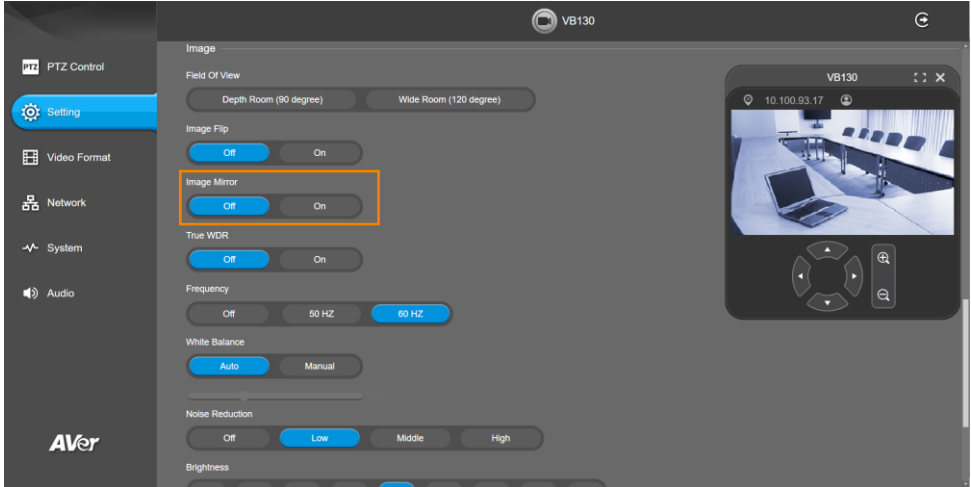 VB130
PTZ PTZ Control
Setting
Video Format
Network
System
Audio
AVer
Image
Field Of View
Depth Room (90 degree) Wide Room (120 degree)
Image Flip
Off On
Image Mirror
Off On
True WDR
Off On
Frequency
Off 50 HZ 60 HZ
White Balance
Auto Manual
Noise Reduction
Off Low Middle High
Brightness
VB130
10.100.93.17